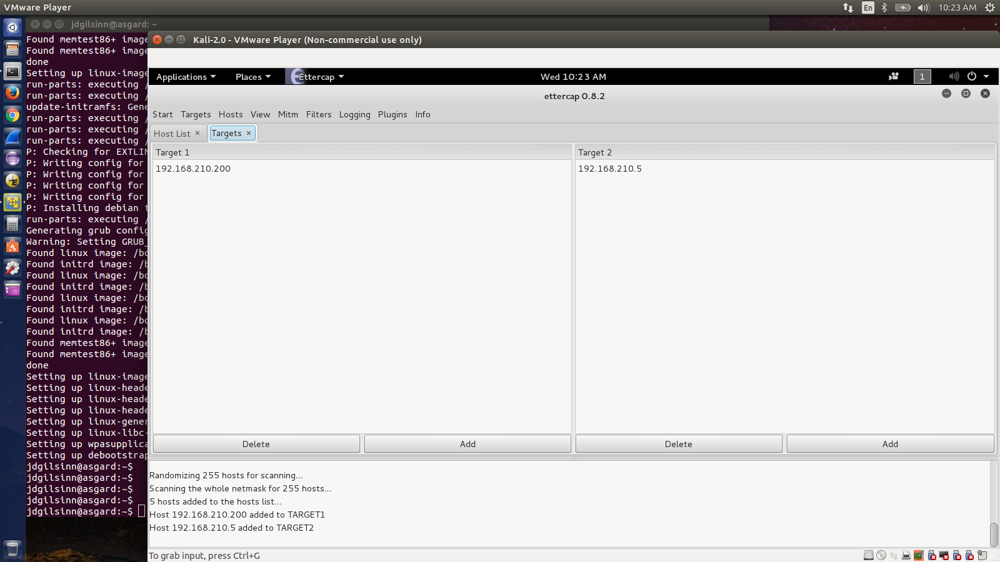 VMware Player
En
10:23 AM
jdgilsinn@asgard: ~
Found memtest86+ image
Found memtest86+ image
done
Setting up linux-image
run-parts: executing /
run-parts: executing /
update-initramfs: Gene
run-parts: executing /
run-parts: executing /
run-parts: executing /
P: Checking for EXTLIN
P: Writing config for
P: Writing config for
P: Writing config for
P: Writing config for
P: Installing debian t
run-parts: executing /
Generating grub config
Warning: Setting GRUB_
Found linux image: /bo
Found initrd image: /b
Found linux image: /bo
Found initrd image: /b
Found linux image: /bo
Found initrd image: /b
Found linux image: /bo
Found initrd image: /b
Found memtest86+ image
Found memtest86+ image
done
Setting up linux-image
Setting up linux-heade
Setting up linux-heade
Setting up linux-heade
Setting up linux-gener
Setting up linux-libc-
Setting up wpasupplica
Setting up debootstrap
jdgilsinn@asgard:~$
jdgilsinn@asgard:~$
jdgilsinn@asgard:~$
jdgilsinn@asgard:~$
jdgilsinn@asgard:~$
Kali-2.0 - VMware Player (Non-commercial use only)
Applications Places Ettercap Wed 10:23 AM 1
ettercap 0.8.2
Start Targets Hosts View Mitm Filters Logging Plugins Info
Host List × Targets ×
Target 1
192.168.210.200
Target 2
192.168.210.5
Delete Add Delete Add
Randomizing 255 hosts for scanning...
Scanning the whole netmask for 255 hosts...
5 hosts added to the hosts list...
Host 192.168.210.200 added to TARGET1
Host 192.168.210.5 added to TARGET2
To grab input, press Ctrl+G